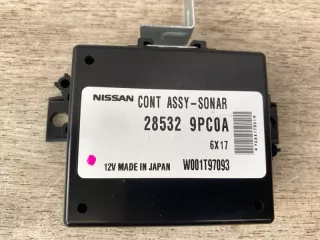 NISSAN CONT ASSY-SONAR
28532 9PC0A
6X17
12V MADE IN JAPAN W001T97093